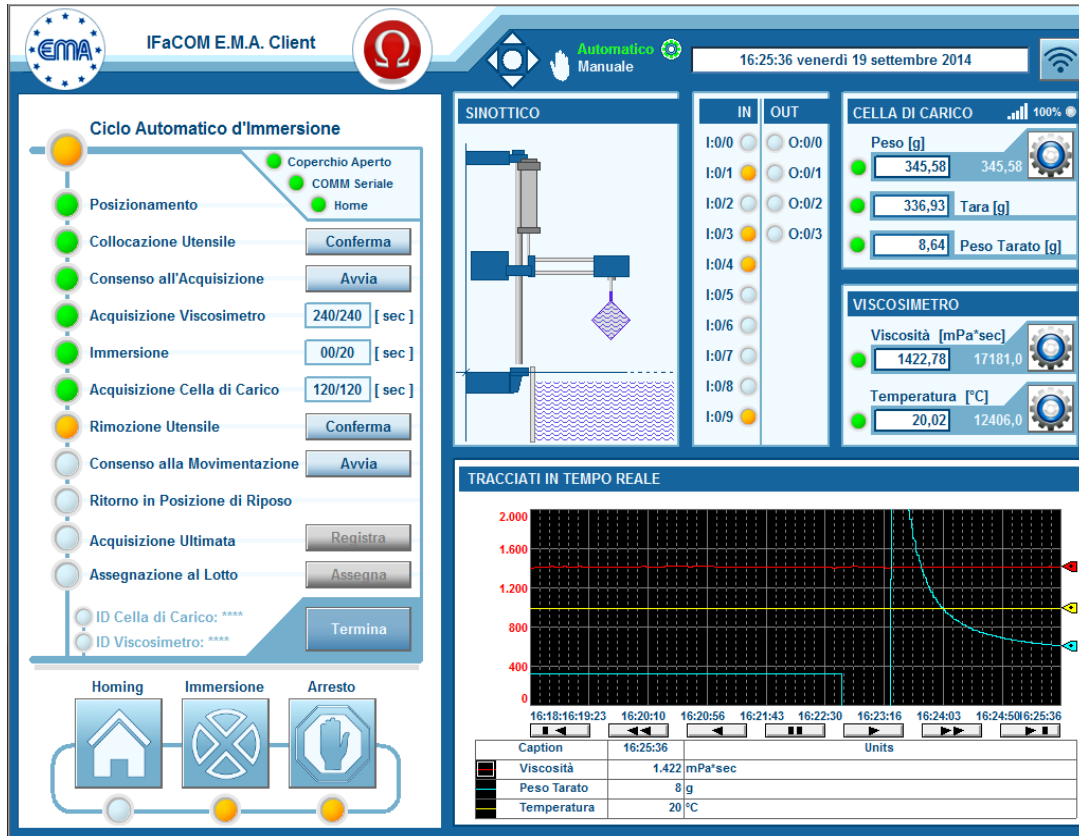 EMA
IFaCOM E.M.A. Client
Ω
Automatico
Manuale
16:25:36 venerdì 19 settembre 2014
Ciclo Automatico d'Immersione
Coperchio Aperto
COMM Seriale
Home
Posizionamento
Collocazione Utensile Conferma
Consenso all'Acquisizione Avvia
Acquisizione Viscosimetro 240/240 [ sec ]
Immersione 00/20 [ sec ]
Acquisizione Cella di Carico 120/120 [ sec ]
Rimozione Utensile Conferma
Consenso alla Movimentazione Avvia
Ritorno in Posizione di Riposo
Acquisizione Ultimata Registra
Assegnazione al Lotto Assegna
ID Cella di Carico: ****
ID Viscosimetro: ****
Termina
Homing Immersione Arresto
SINOTTICO
IN OUT
I:0/0 O:0/0
I:0/1 O:0/1
I:0/2 O:0/2
I:0/3 O:0/3
I:0/4
I:0/5
I:0/6
I:0/7
I:0/8
I:0/9
CELLA DI CARICO 100%
Peso [g]
345,58 345,58
336,93 Tara [g]
8,64 Peso Tarato [g]
VISCOSIMETRO
Viscosità [mPa*sec]
1422,78 17181,0
Temperatura [°C]
20,02 12406,0
TRACCIATI IN TEMPO REALE
2.000
1.600
1.200
800
400
0
16:18:16:19:23 16:20:10 16:20:56 16:21:43 16:22:30 16:23:16 16:24:03 16:24:50 16:25:36
Caption 16:25:36 Units
Viscosità 1.422 mPa*sec
Peso Tarato 8 g
Temperatura 20 °C